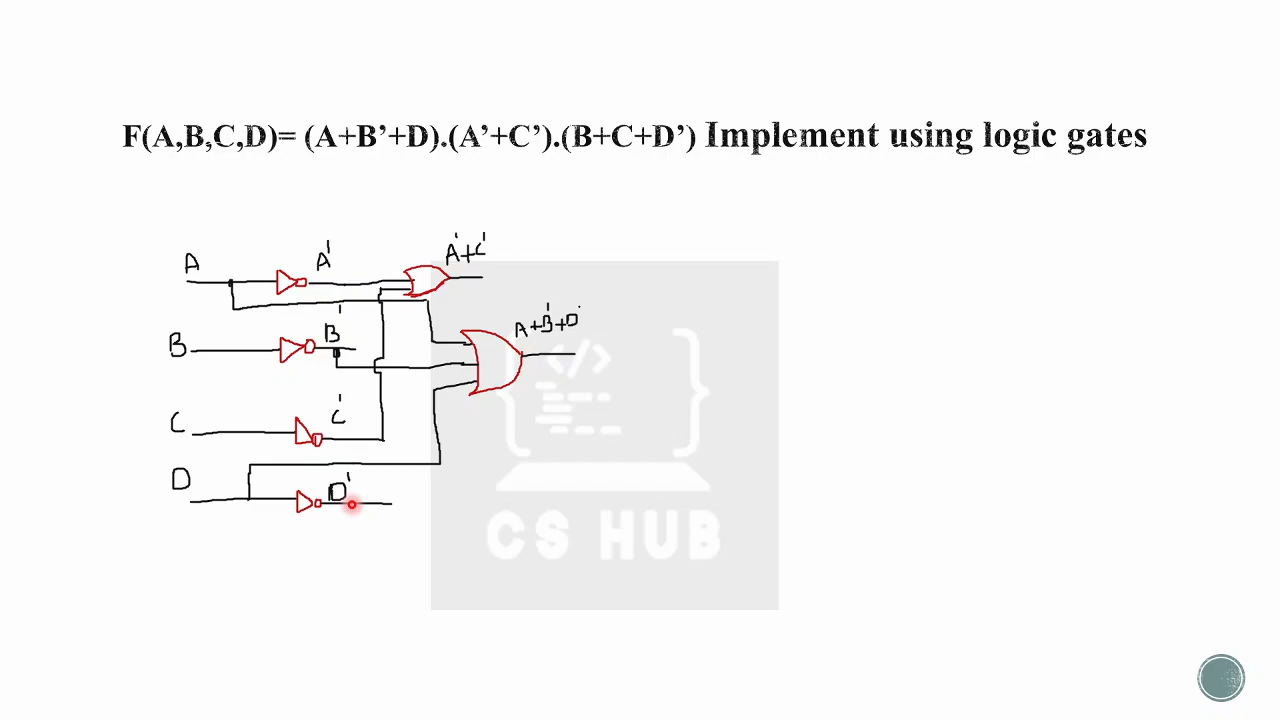 F(A,B,C,D)= (A+B’+D).(A’+C’).(B+C+D’) Implement using logic gates
A
A'
A'+C'
B
B'
A+B'+D
C
C'
D
D'
</>
CS HUB